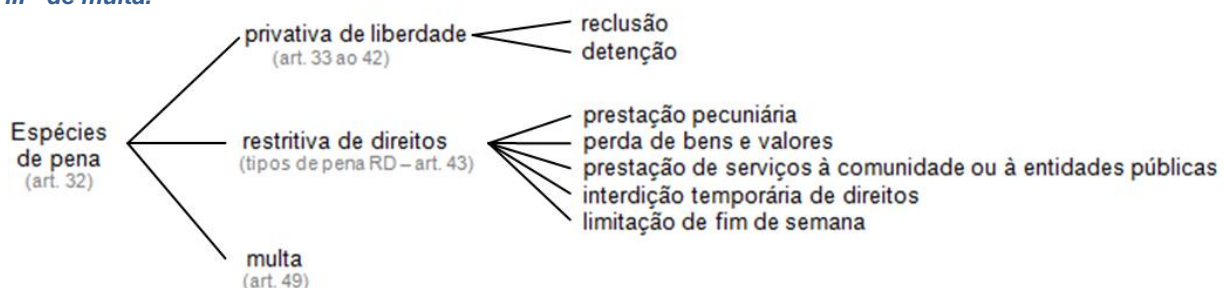 III - de multa.
privativa de liberdade
(art. 33 ao 42)
reclusão
detenção
Espécies
de pena
(art. 32)
restritiva de direitos
(tipos de pena RD – art. 43)
prestação pecuniária
perda de bens e valores
prestação de serviços à comunidade ou à entidades públicas
interdição temporária de direitos
limitação de fim de semana
multa
(art. 49)